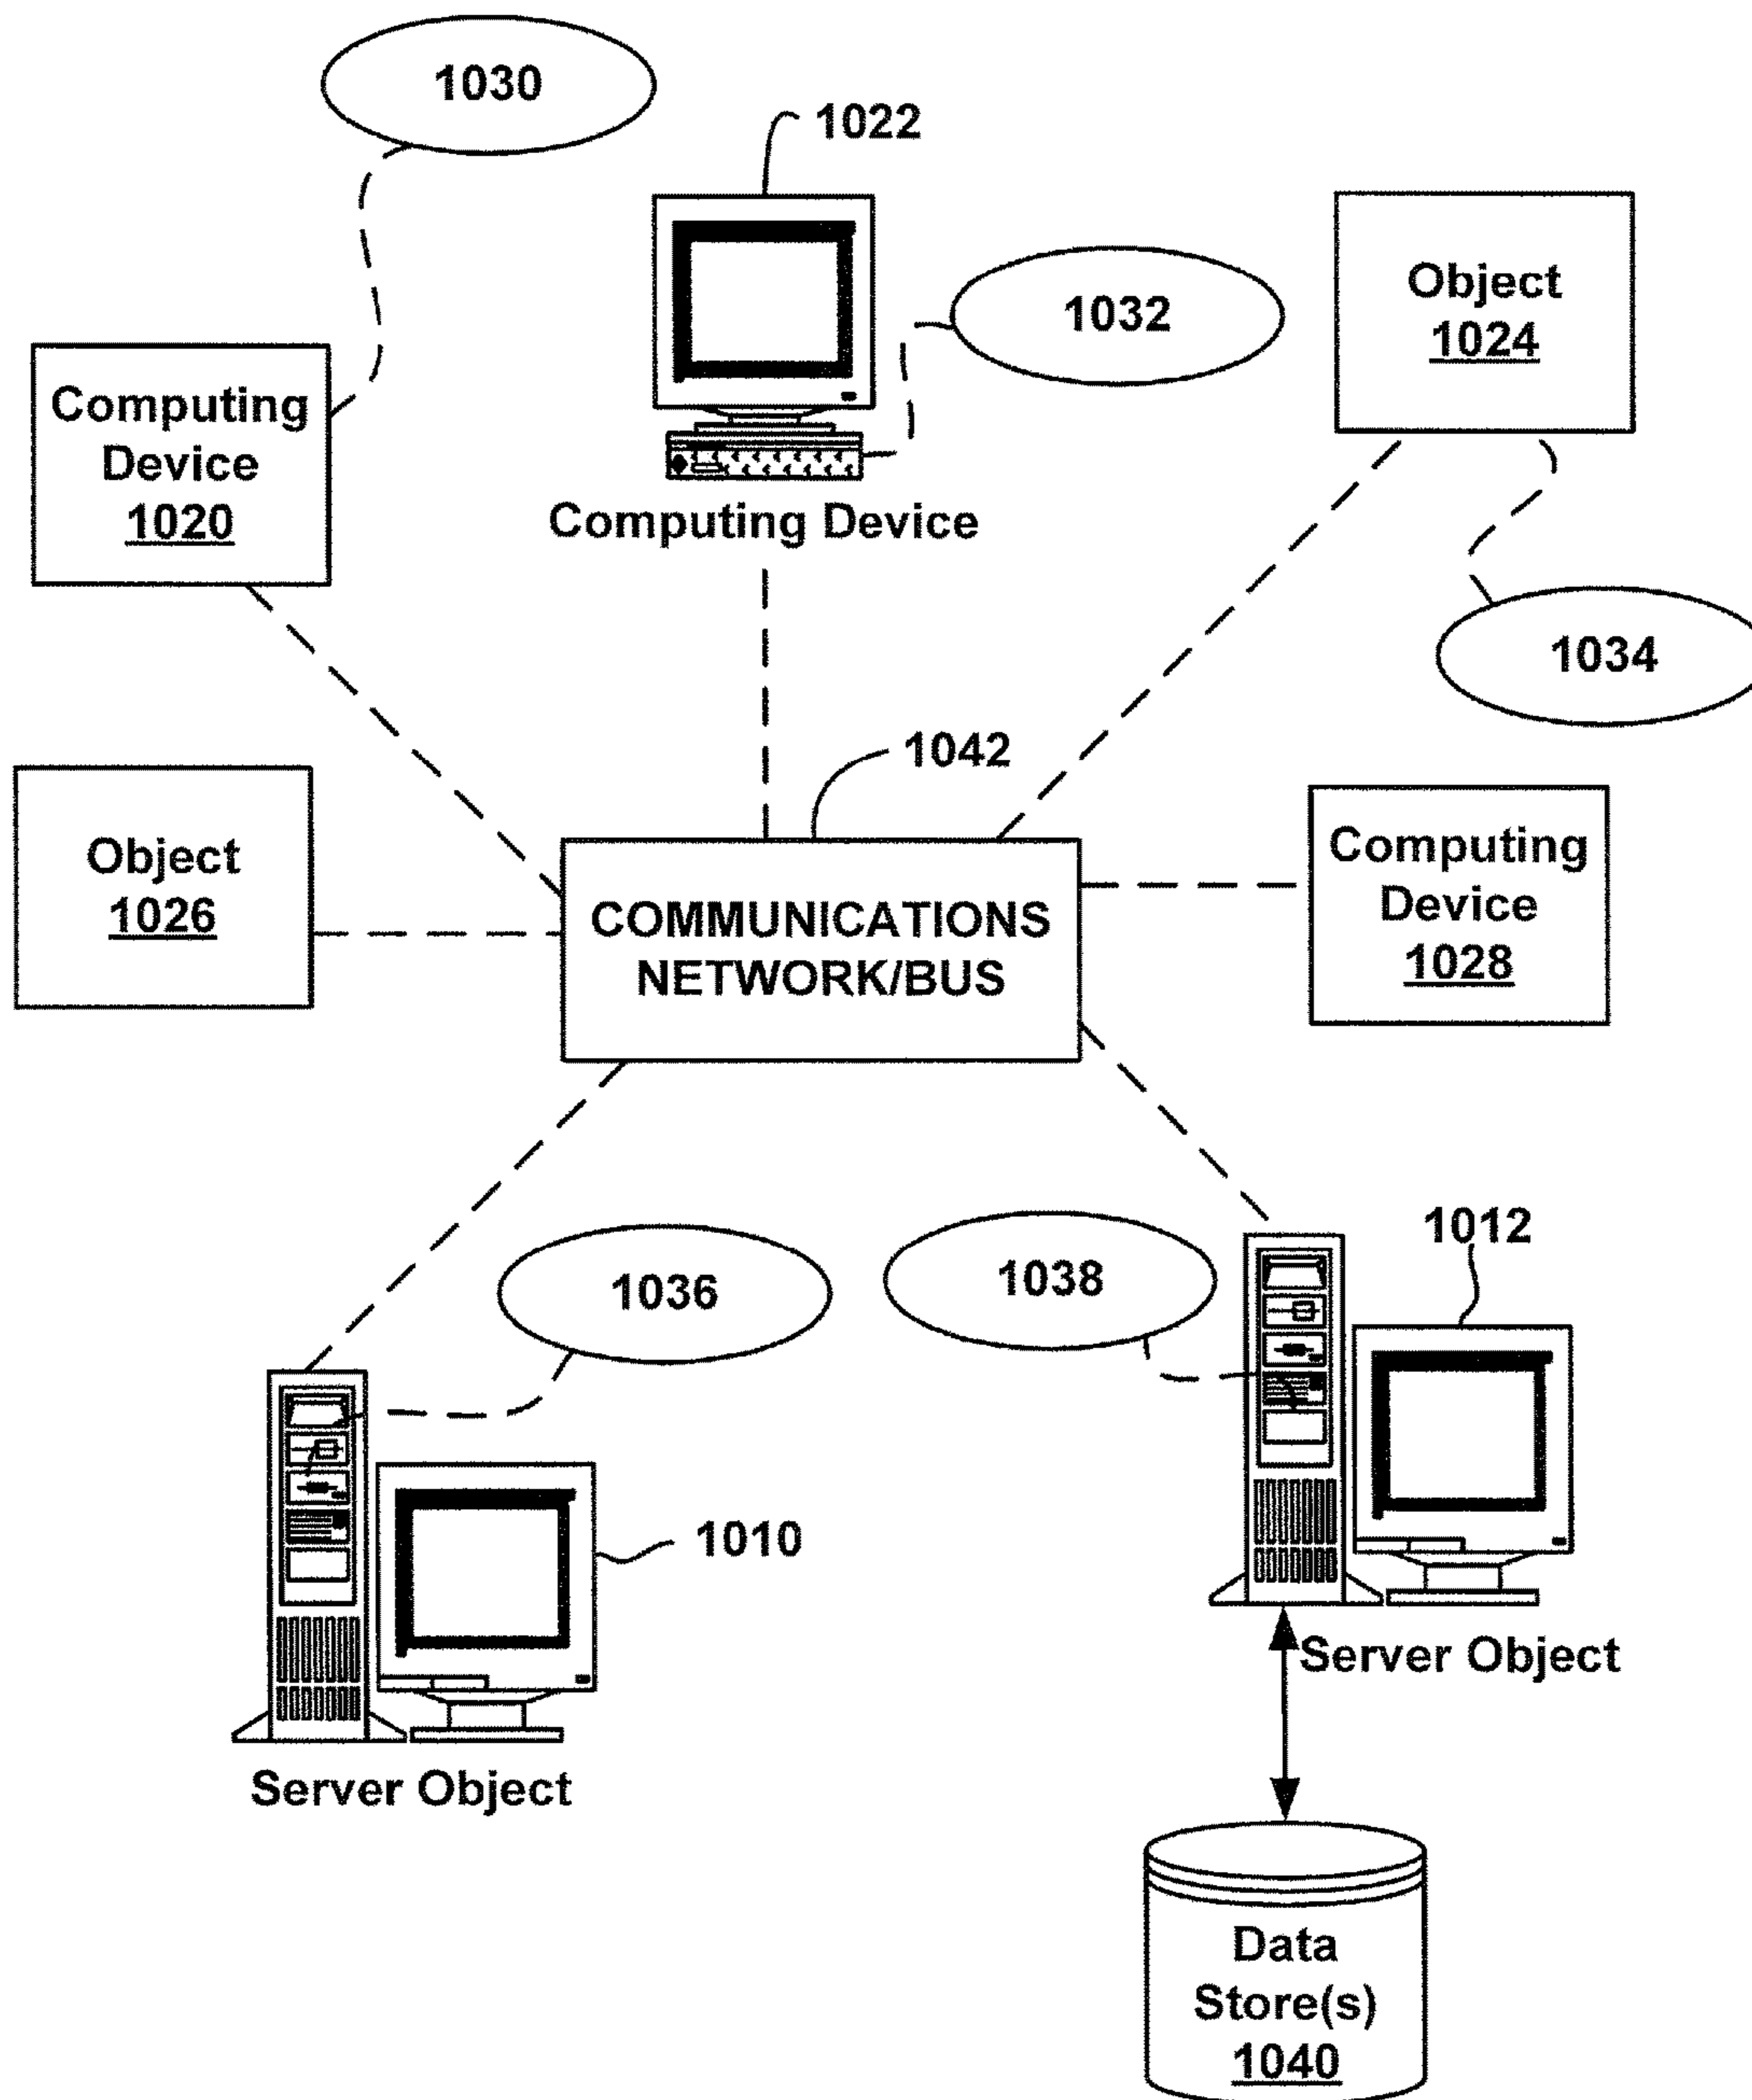 1030
1022
1032
Object
1024
Computing
Device
1020
Computing Device
1034
1042
Object
1026
COMMUNICATIONS
NETWORK/BUS
Computing
Device
1028
1036
1038
1012
1010
Server Object
Server Object
Data
Store(s)
1040